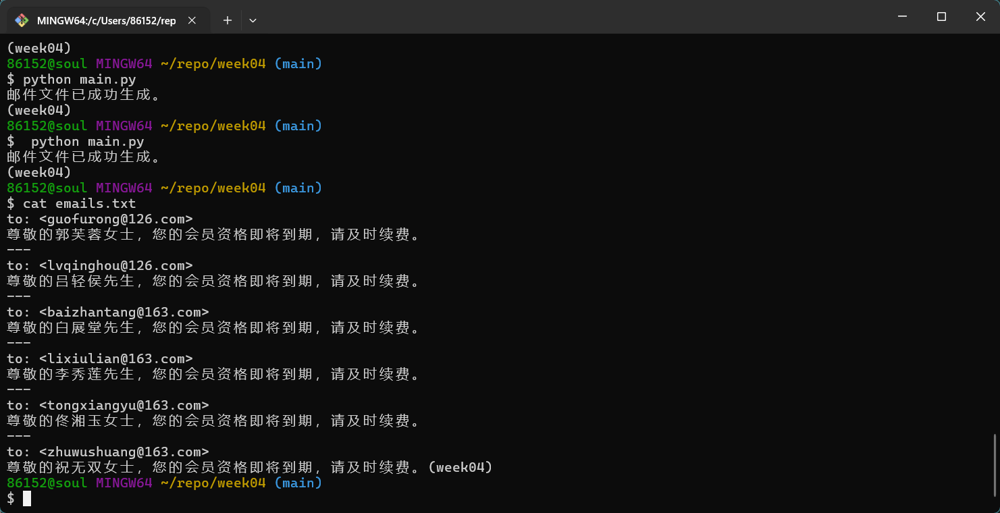 MINGW64:/c/Users/86152/rep
(week04)
86152@soul MINGW64 ~/repo/week04 (main)
$ python main.py
邮件文件已成功生成。
(week04)
86152@soul MINGW64 ~/repo/week04 (main)
$  python main.py
邮件文件已成功生成。
(week04)
86152@soul MINGW64 ~/repo/week04 (main)
$ cat emails.txt
to: <guofurong@126.com>
尊敬的郭芙蓉女士，您的会员资格即将到期，请及时续费。
---
to: <lvqinghou@126.com>
尊敬的吕轻侯先生，您的会员资格即将到期，请及时续费。
---
to: <baizhantang@163.com>
尊敬的白展堂先生，您的会员资格即将到期，请及时续费。
---
to: <lixiulian@163.com>
尊敬的李秀莲先生，您的会员资格即将到期，请及时续费。
---
to: <tongxiangyu@163.com>
尊敬的佟湘玉女士，您的会员资格即将到期，请及时续费。
---
to: <zhuwushuang@163.com>
尊敬的祝无双女士，您的会员资格即将到期，请及时续费。(week04)
86152@soul MINGW64 ~/repo/week04 (main)
$